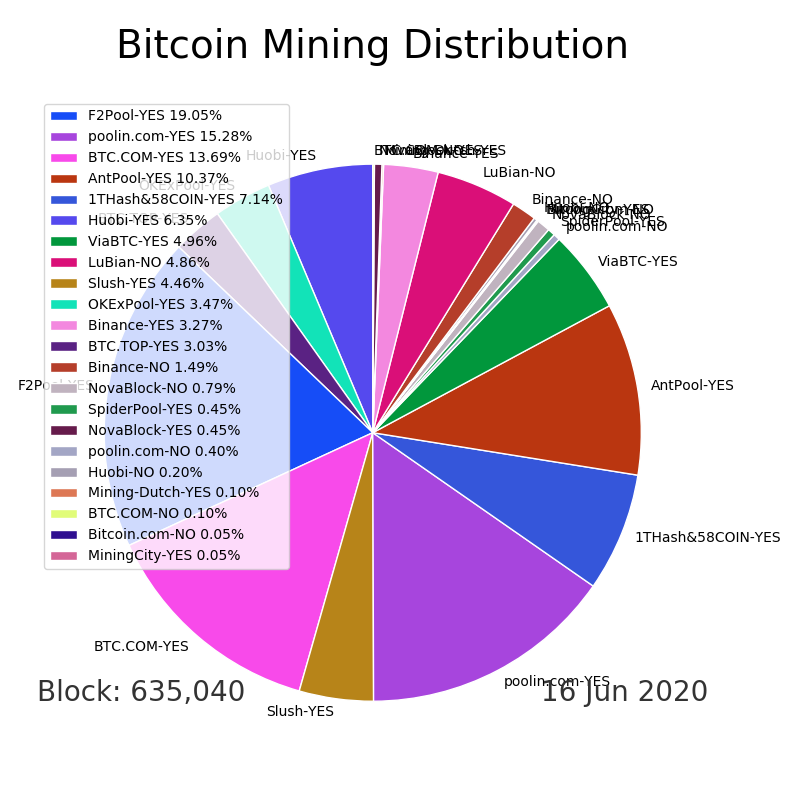 Bitcoin Mining Distribution
F2Pool-YES 19.05%
poolin.com-YES 15.28%
BTC.COM-YES 13.69%
AntPool-YES 10.37%
1THash&58COIN-YES 7.14%
Huobi-YES 6.35%
ViaBTC-YES 4.96%
LuBian-NO 4.86%
Slush-YES 4.46%
OKExPool-YES 3.47%
Binance-YES 3.27%
BTC.TOP-YES 3.03%
Binance-NO 1.49%
NovaBlock-NO 0.79%
SpiderPool-YES 0.45%
NovaBlock-YES 0.45%
poolin.com-NO 0.40%
Huobi-NO 0.20%
Mining-Dutch-YES 0.10%
BTC.COM-NO 0.10%
Bitcoin.com-NO 0.05%
MiningCity-YES 0.05%
Huobi-YES
OKExPool-YES
F2Pool-YES
BTC.COM-YES
Slush-YES
poolin.com-YES
1THash&58COIN-YES
AntPool-YES
ViaBTC-YES
poolin.com-NO
SpiderPool-YES
NovaBlock-NO
Binance-NO
LuBian-NO
Binance-YES
Block: 635,040
16 Jun 2020